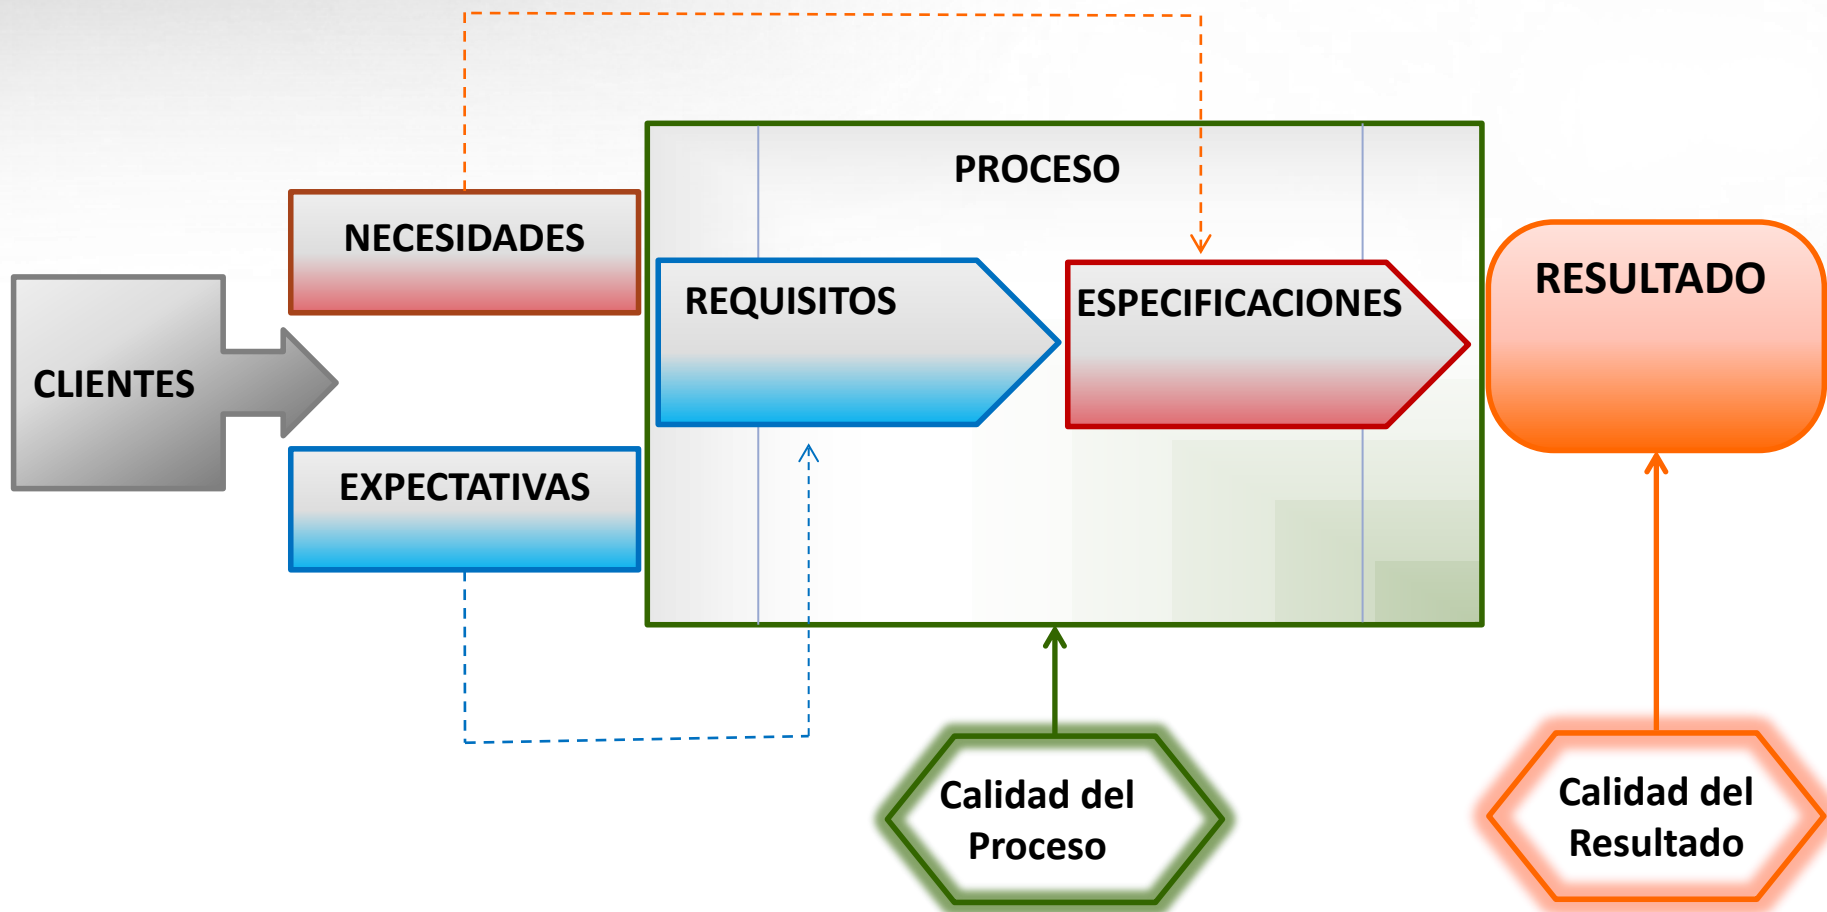 CLIENTES
NECESIDADES
EXPECTATIVAS
PROCESO
REQUISITOS
ESPECIFICACIONES
RESULTADO
Calidad del
Proceso
Calidad del
Resultado